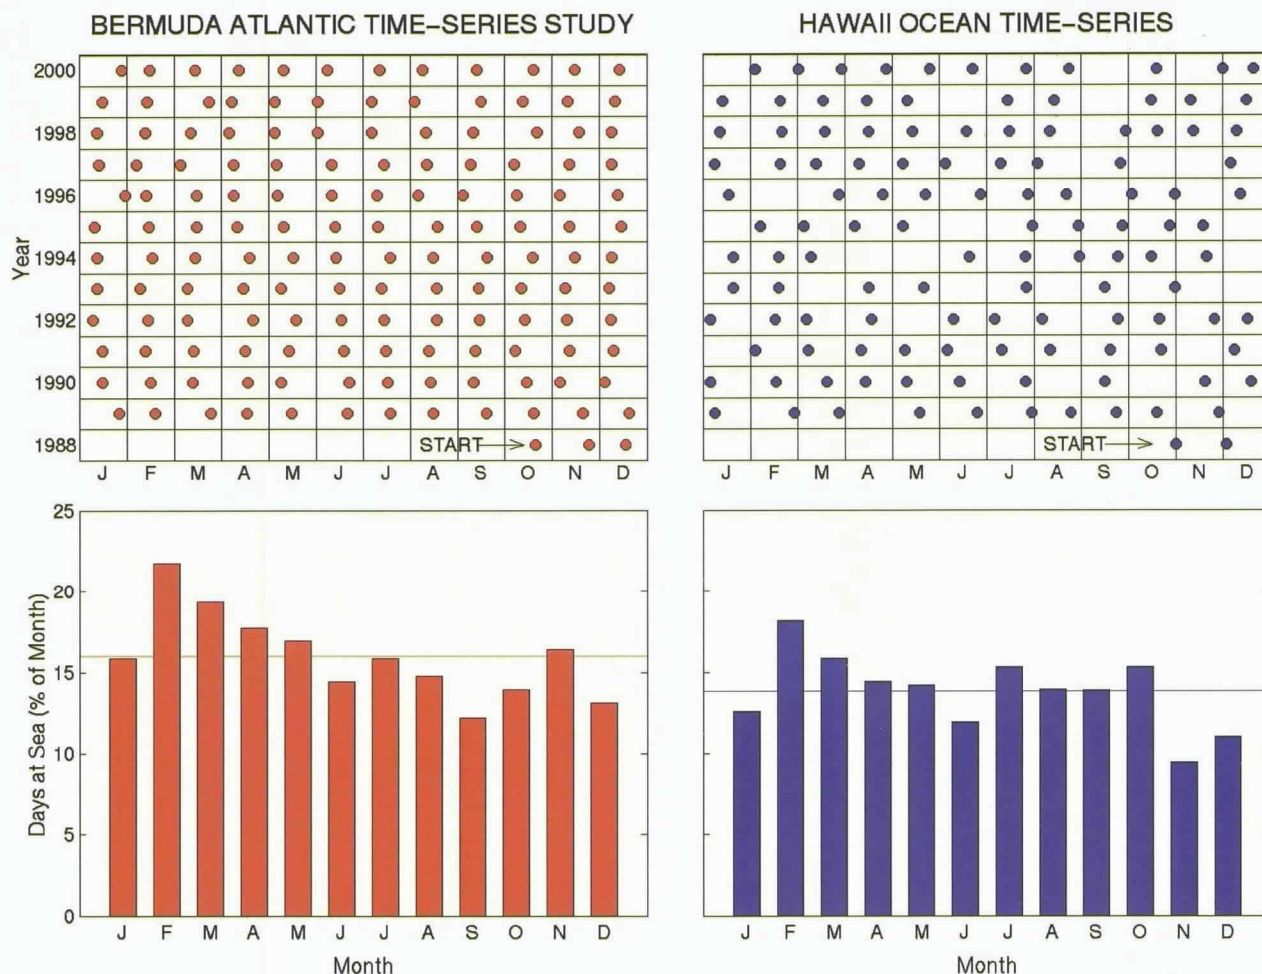 BERMUDA ATLANTIC TIME–SERIES STUDY
HAWAII OCEAN TIME–SERIES
2000
1998
1996
1994
1992
1990
1988
Year
START
START
J F M A M J J A S O N D
J F M A M J J A S O N D
25
20
15
10
5
0
Days at Sea (% of Month)
J F M A M J J A S O N D
J F M A M J J A S O N D
Month
Month